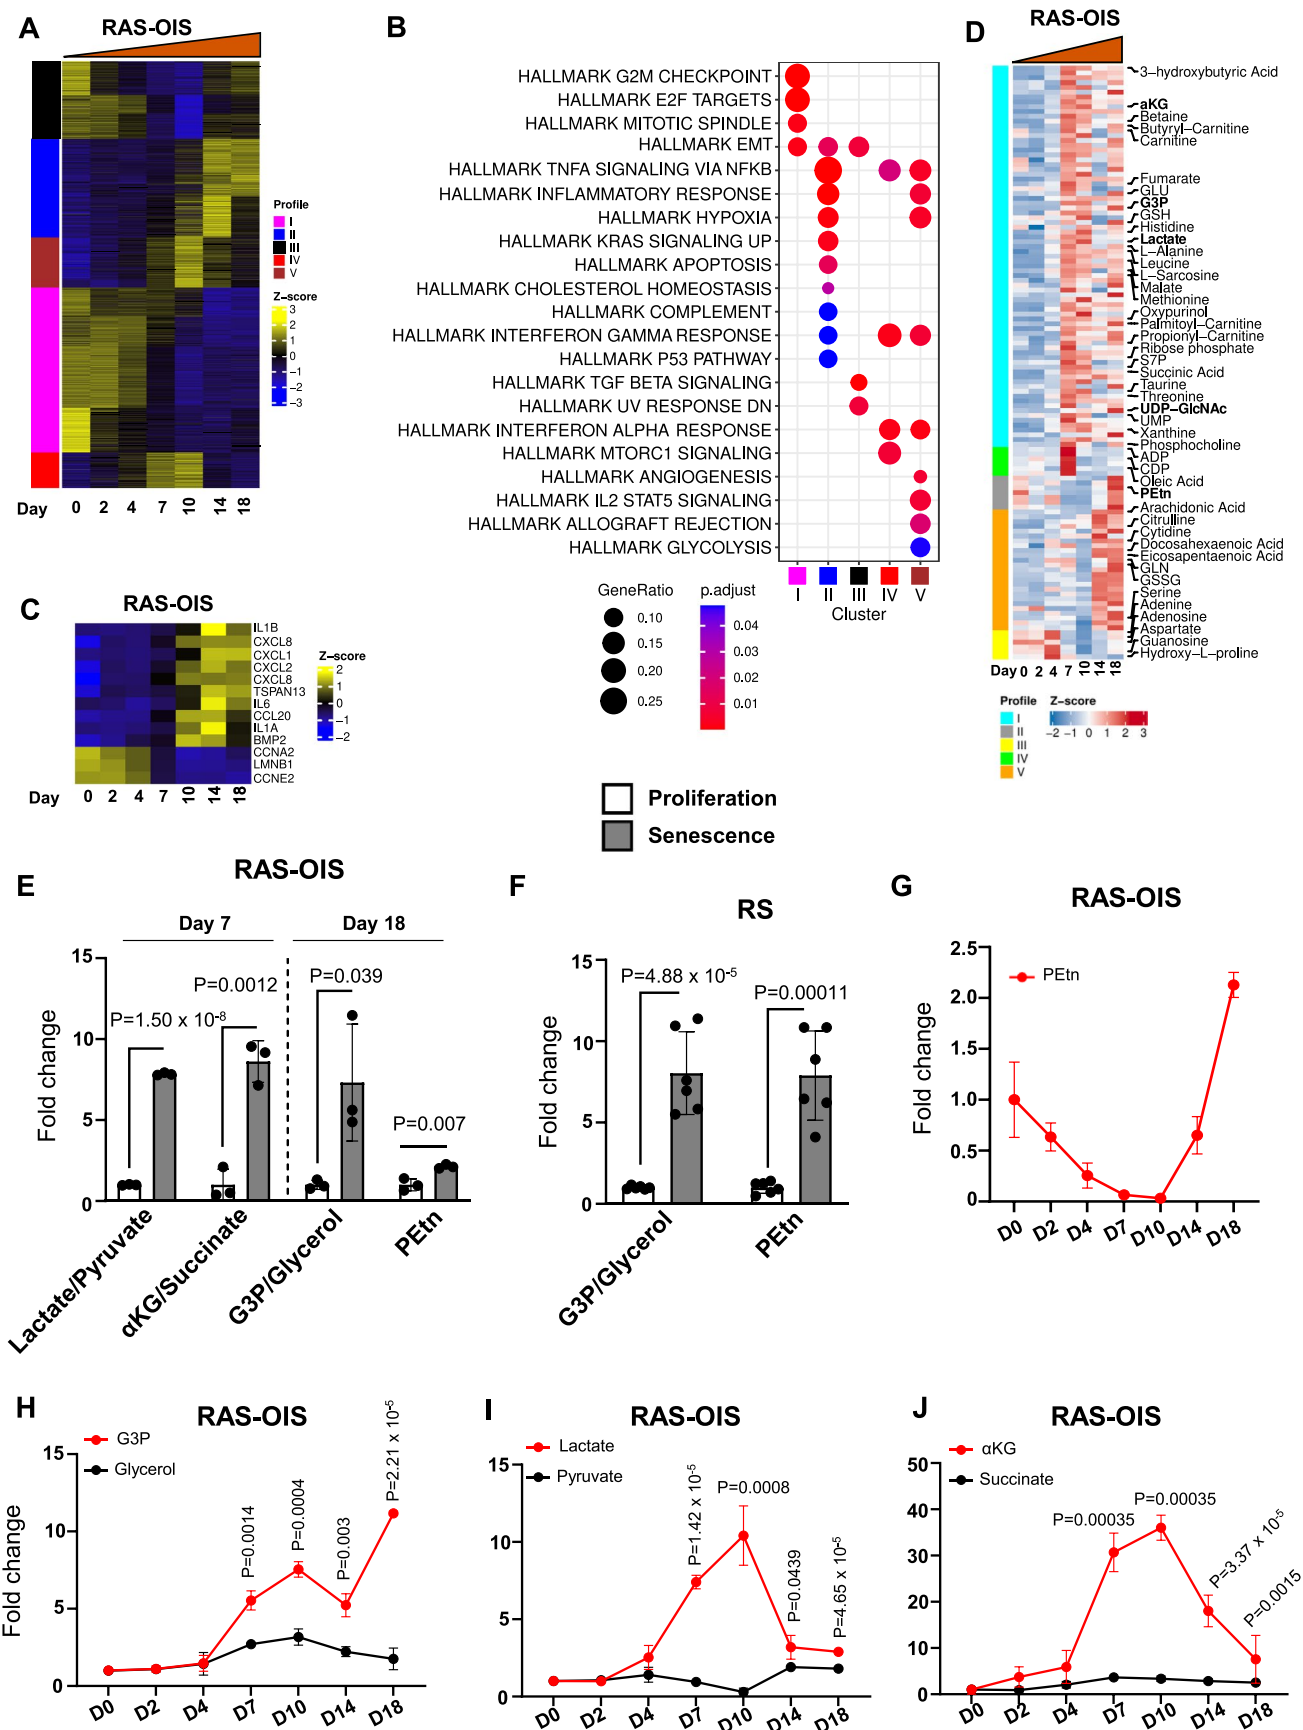 A
RAS-OIS
Profile
I
II
III
IV
V
Z−score
3
2
1
0
−1
−2
−3
Day
0
2
4
7
10
14
18
B
HALLMARK G2M CHECKPOINT
HALLMARK E2F TARGETS
HALLMARK MITOTIC SPINDLE
HALLMARK EMT
HALLMARK TNFA SIGNALING VIA NFKB
HALLMARK INFLAMMATORY RESPONSE
HALLMARK HYPOXIA
HALLMARK KRAS SIGNALING UP
HALLMARK APOPTOSIS
HALLMARK CHOLESTEROL HOMEOSTASIS
HALLMARK COMPLEMENT
HALLMARK INTERFERON GAMMA RESPONSE
HALLMARK P53 PATHWAY
HALLMARK TGF BETA SIGNALING
HALLMARK UV RESPONSE DN
HALLMARK INTERFERON ALPHA RESPONSE
HALLMARK MTORC1 SIGNALING
HALLMARK ANGIOGENESIS
HALLMARK IL2 STAT5 SIGNALING
HALLMARK ALLOGRAFT REJECTION
HALLMARK GLYCOLYSIS
I
II
III
IV
V
Cluster
GeneRatio
0.10
0.15
0.20
0.25
p.adjust
0.04
0.03
0.02
0.01
C
RAS-OIS
IL1B
CXCL8
CXCL1
CXCL2
CXCL8
TSPAN13
IL6
CCL20
IL1A
BMP2
CCNA2
LMNB1
CCNE2
Z−score
2
1
0
−1
−2
Day
0
2
4
7
10
14
18
D
RAS-OIS
3−hydroxybutyric Acid
aKG
Betaine
Butyryl−Carnitine
Carnitine
Fumarate
GLU
G3P
GSH
Histidine
Lactate
L−Alanine
Leucine
L−Sarcosine
Malate
Methionine
Oxypurinol
Palmitoyl−Carnitine
Propionyl−Carnitine
Ribose phosphate
S7P
Succinic Acid
Taurine
Threonine
UDP−GlcNAc
UMP
Xanthine
Phosphocholine
ADP
CDP
Oleic Acid
PEtn
Arachidonic Acid
Citrulline
Cytidine
Docosahexaenoic Acid
Eicosapentaenoic Acid
GLN
GSSG
Serine
Adenine
Adenosine
Aspartate
Guanosine
Hydroxy−L−proline
Day
0
2
4
7
10
14
18
Profile
I
II
III
IV
V
Z−score
−2 −1 0 1 2 3
Proliferation
Senescence
E
RAS-OIS
Day 7
Day 18
Fold change
15
10
5
0
P=1.50 x 10-8
P=0.0012
P=0.039
P=0.007
Lactate/Pyruvate
αKG/Succinate
G3P/Glycerol
PEtn
F
RS
Fold change
15
10
5
0
P=4.88 x 10-5
P=0.00011
G3P/Glycerol
PEtn
G
RAS-OIS
PEtn
Fold change
2.5
2.0
1.5
1.0
0.5
0
D0
D2
D4
D7
D10
D14
D18
H
RAS-OIS
G3P
Glycerol
Fold change
15
10
5
0
P=0.0014
P=0.0004
P=0.003
P=2.21 x 10-5
D0
D2
D4
D7
D10
D14
D18
I
RAS-OIS
Lactate
Pyruvate
15
10
5
0
P=1.42 x 10-5
P=0.0008
P=0.0439
P=4.65 x 10-5
D0
D2
D4
D7
D10
D14
D18
J
RAS-OIS
αKG
Succinate
50
40
30
20
10
0
P=0.00035
P=0.00035
P=3.37 x 10-5
P=0.0015
D0
D2
D4
D7
D10
D14
D18